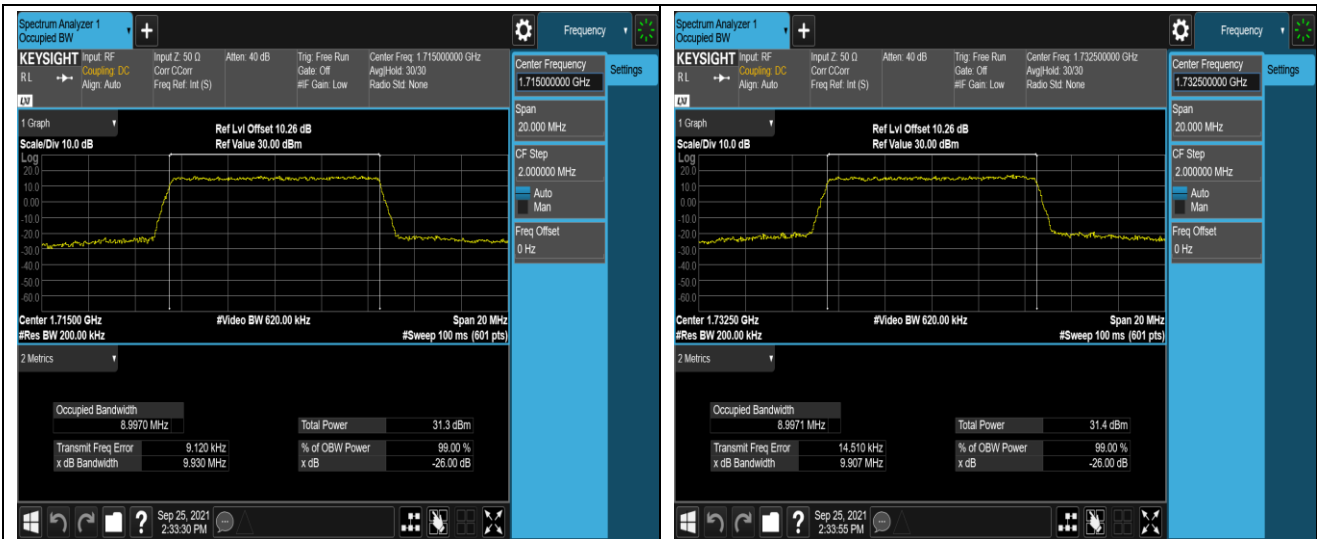 Spectrum Analyzer 1
Occupied BW
Frequency
KEYSIGHT Input: RF Input Z: 50 Ω Atten: 40 dB Trig: Free Run Center Freq: 1.715000000 GHz
R L Coupling: DC Corr CCorr Gate: Off Avg|Hold: 30/30
Align: Auto Freq Ref: Int (S) #IF Gain: Low Radio Std: None
LXI
Center Frequency
1.715000000 GHz
Settings
Span
20.000 MHz
CF Step
2.000000 MHz
Auto
Man
Freq Offset
0 Hz
1 Graph
Ref Lvl Offset 10.26 dB
Scale/Div 10.0 dB Ref Value 30.00 dBm
Log
20.0
10.0
0.00
-10.0
-20.0
-30.0
-40.0
-50.0
-60.0
Center 1.71500 GHz #Video BW 620.00 kHz Span 20 MHz
#Res BW 200.00 kHz #Sweep 100 ms (601 pts)
2 Metrics
Occupied Bandwidth
8.9970 MHz Total Power 31.3 dBm
Transmit Freq Error 9.120 kHz % of OBW Power 99.00 %
x dB Bandwidth 9.930 MHz x dB -26.00 dB
Sep 25, 2021
2:33:30 PM
Spectrum Analyzer 1
Occupied BW
Frequency
KEYSIGHT Input: RF Input Z: 50 Ω Atten: 40 dB Trig: Free Run Center Freq: 1.732500000 GHz
R L Coupling: DC Corr CCorr Gate: Off Avg|Hold: 30/30
Align: Auto Freq Ref: Int (S) #IF Gain: Low Radio Std: None
LXI
Center Frequency
1.732500000 GHz
Settings
Span
20.000 MHz
CF Step
2.000000 MHz
Auto
Man
Freq Offset
0 Hz
1 Graph
Ref Lvl Offset 10.26 dB
Scale/Div 10.0 dB Ref Value 30.00 dBm
Log
20.0
10.0
0.00
-10.0
-20.0
-30.0
-40.0
-50.0
-60.0
Center 1.73250 GHz #Video BW 620.00 kHz Span 20 MHz
#Res BW 200.00 kHz #Sweep 100 ms (601 pts)
2 Metrics
Occupied Bandwidth
8.9971 MHz Total Power 31.4 dBm
Transmit Freq Error 14.510 kHz % of OBW Power 99.00 %
x dB Bandwidth 9.907 MHz x dB -26.00 dB
Sep 25, 2021
2:33:55 PM